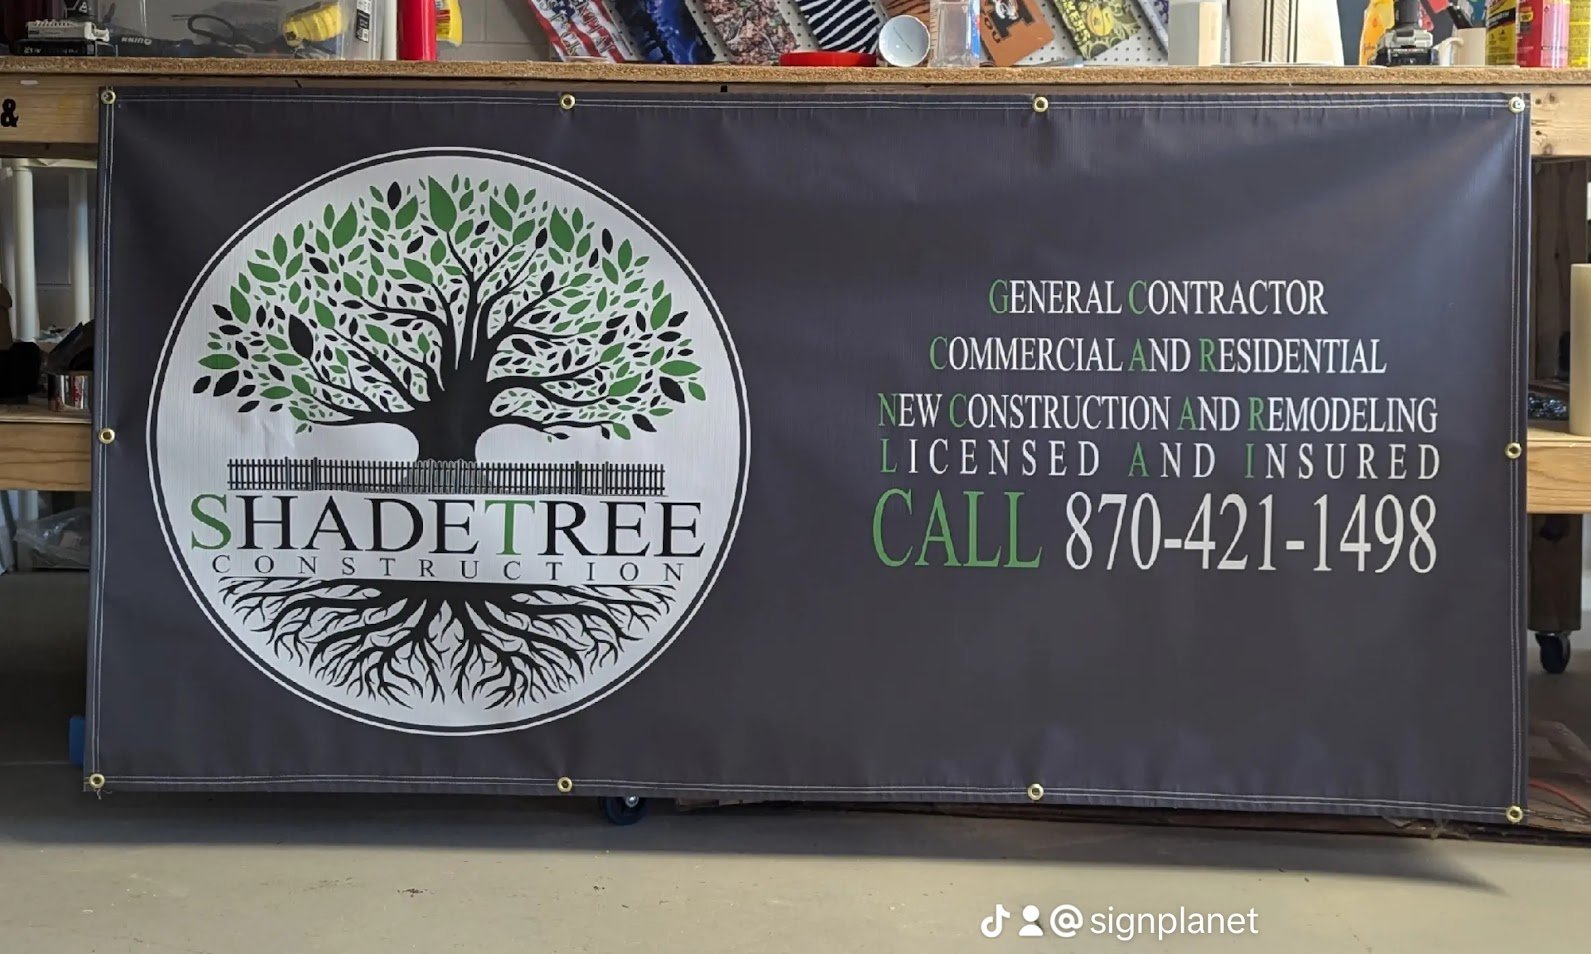 &
SHADETREE
CONSTRUCTION
GENERAL CONTRACTOR
COMMERCIAL AND RESIDENTIAL
NEW CONSTRUCTION AND REMODELING
LICENSED AND INSURED
CALL 870-421-1498
@signplanet